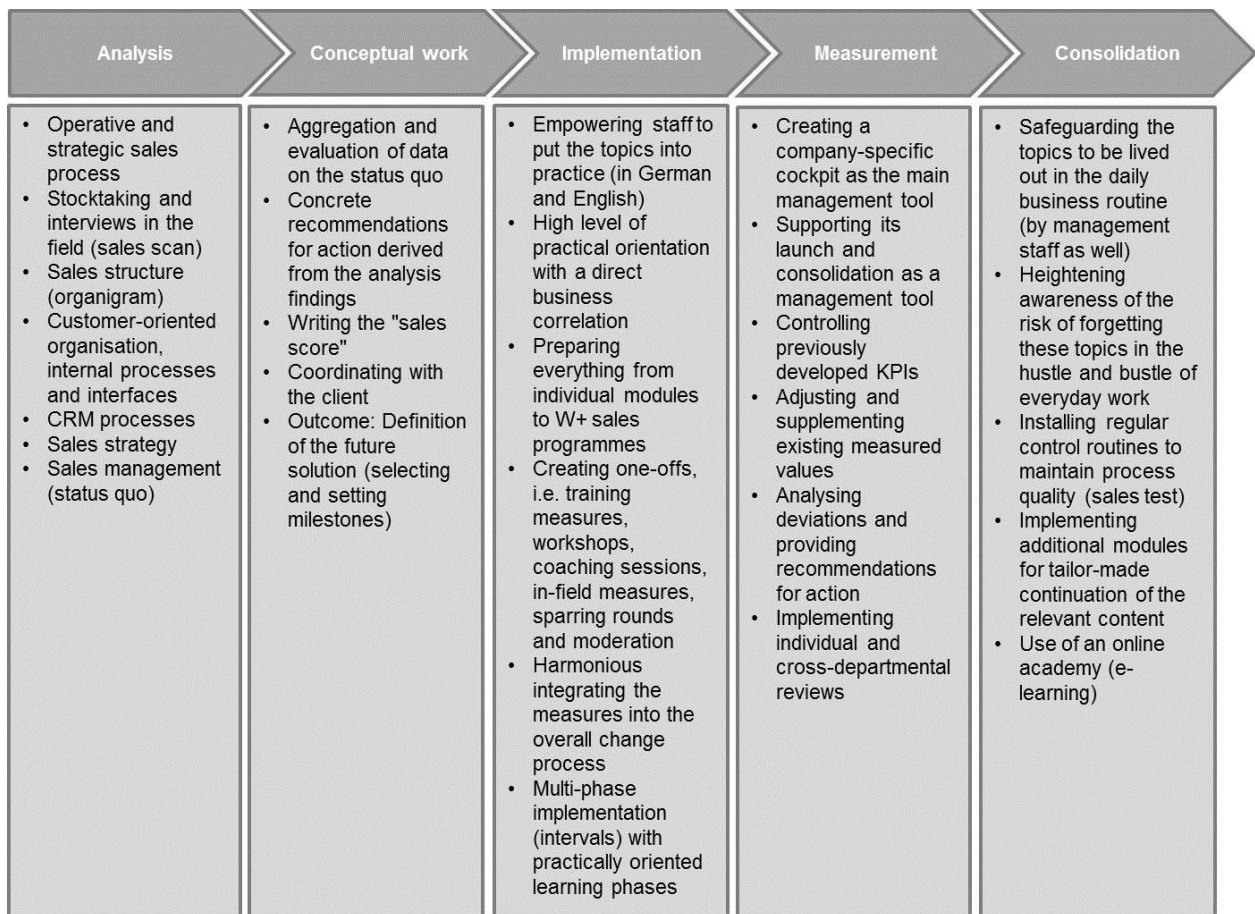 Analysis
Conceptual work
Implementation
Measurement
Consolidation
• Operative and
strategic sales
process
• Stocktaking and
interviews in the
field (sales scan)
• Sales structure
(organigram)
• Customer-oriented
organisation,
internal processes
and interfaces
• CRM processes
• Sales strategy
• Sales management
(status quo)
• Aggregation and
evaluation of data
on the status quo
• Concrete
recommendations
for action derived
from the analysis
findings
• Writing the "sales
score"
• Coordinating with
the client
• Outcome: Definition
of the future
solution (selecting
and setting
milestones)
• Empowering staff to
put the topics into
practice (in German
and English)
• High level of
practical orientation
with a direct
business
correlation
• Preparing
everything from
individual modules
to W+ sales
programmes
• Creating one-offs,
i.e. training
measures,
workshops,
coaching sessions,
in-field measures,
sparring rounds
and moderation
• Harmonious
integrating the
measures into the
overall change
process
• Multi-phase
implementation
(intervals) with
practically oriented
learning phases
• Creating a
company-specific
cockpit as the main
management tool
• Supporting its
launch and
consolidation as a
management tool
• Controlling
previously
developed KPIs
• Adjusting and
supplementing
existing measured
values
• Analysing
deviations and
providing
recommendations
for action
• Implementing
individual and
cross-departmental
reviews
• Safeguarding the
topics to be lived
out in the daily
business routine
(by management
staff as well)
• Heightening
awareness of the
risk of forgetting
these topics in the
hustle and bustle of
everyday work
• Installing regular
control routines to
maintain process
quality (sales test)
• Implementing
additional modules
for tailor-made
continuation of the
relevant content
• Use of an online
academy (e-
learning)